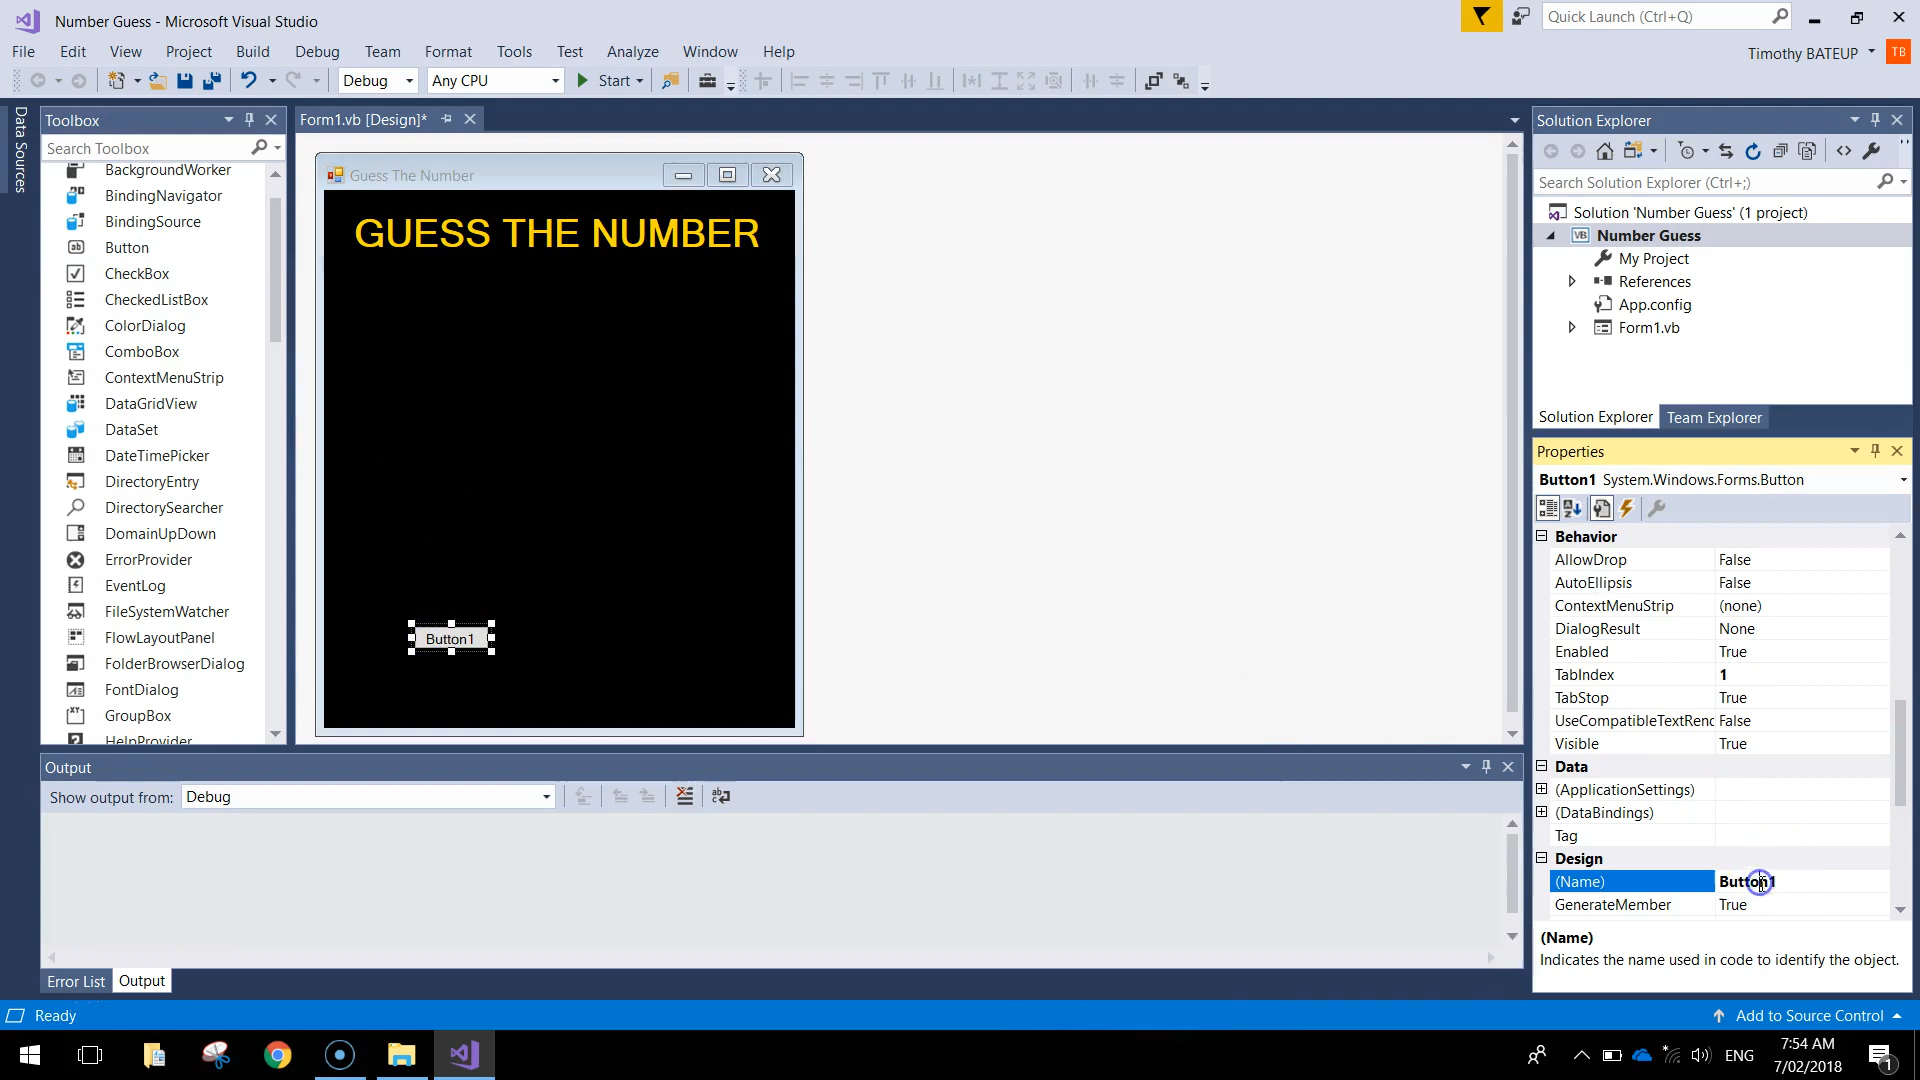 Number Guess - Microsoft Visual Studio
Quick Launch (Ctrl+Q)
File Edit View Project Build Debug Team Format Tools Test Analyze Window Help
Timothy BATEUP TB
Debug Any CPU Start
Data Sources
Toolbox
Search Toolbox
BackgroundWorker
BindingNavigator
BindingSource
Button
CheckBox
CheckedListBox
ColorDialog
ComboBox
ContextMenuStrip
DataGridView
DataSet
DateTimePicker
DirectoryEntry
DirectorySearcher
DomainUpDown
ErrorProvider
EventLog
FileSystemWatcher
FlowLayoutPanel
FolderBrowserDialog
FontDialog
GroupBox
HelpProvider
Form1.vb [Design]*
Guess The Number
GUESS THE NUMBER
Button1
Output
Show output from: Debug
Error List Output
Solution Explorer
Search Solution Explorer (Ctrl+;)
Solution 'Number Guess' (1 project)
VB Number Guess
My Project
References
App.config
Form1.vb
Solution Explorer Team Explorer
Properties
Button1 System.Windows.Forms.Button
Behavior
AllowDrop False
AutoEllipsis False
ContextMenuStrip (none)
DialogResult None
Enabled True
TabIndex 1
TabStop True
UseCompatibleTextRend False
Visible True
Data
(ApplicationSettings)
(DataBindings)
Tag
Design
(Name) Button1
GenerateMember True
(Name)
Indicates the name used in code to identify the object.
Ready
Add to Source Control
ENG
7:54 AM
7/02/2018
1